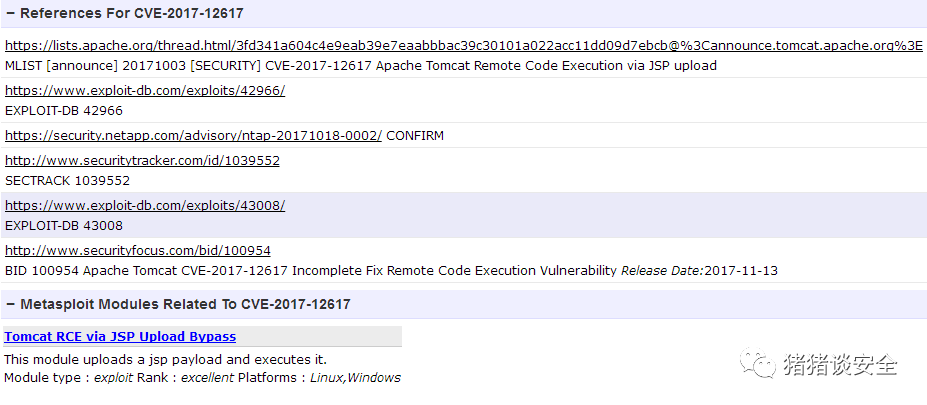 − References For CVE-2017-12617
https://lists.apache.org/thread.html/3fd341a604c4e9eab39e7eaabbbac39c30101a022acc11dd09d7ebcb@%3Cannounce.tomcat.apache.org%3E
MLIST [announce] 20171003 [SECURITY] CVE-2017-12617 Apache Tomcat Remote Code Execution via JSP upload
https://www.exploit-db.com/exploits/42966/
EXPLOIT-DB 42966
https://security.netapp.com/advisory/ntap-20171018-0002/ CONFIRM
http://www.securitytracker.com/id/1039552
SECTRACK 1039552
https://www.exploit-db.com/exploits/43008/
EXPLOIT-DB 43008
http://www.securityfocus.com/bid/100954
BID 100954 Apache Tomcat CVE-2017-12617 Incomplete Fix Remote Code Execution Vulnerability Release Date:2017-11-13
− Metasploit Modules Related To CVE-2017-12617
Tomcat RCE via JSP Upload Bypass
This module uploads a jsp payload and executes it.
Module type : exploit Rank : excellent Platforms : Linux,Windows
猪猪谈安全